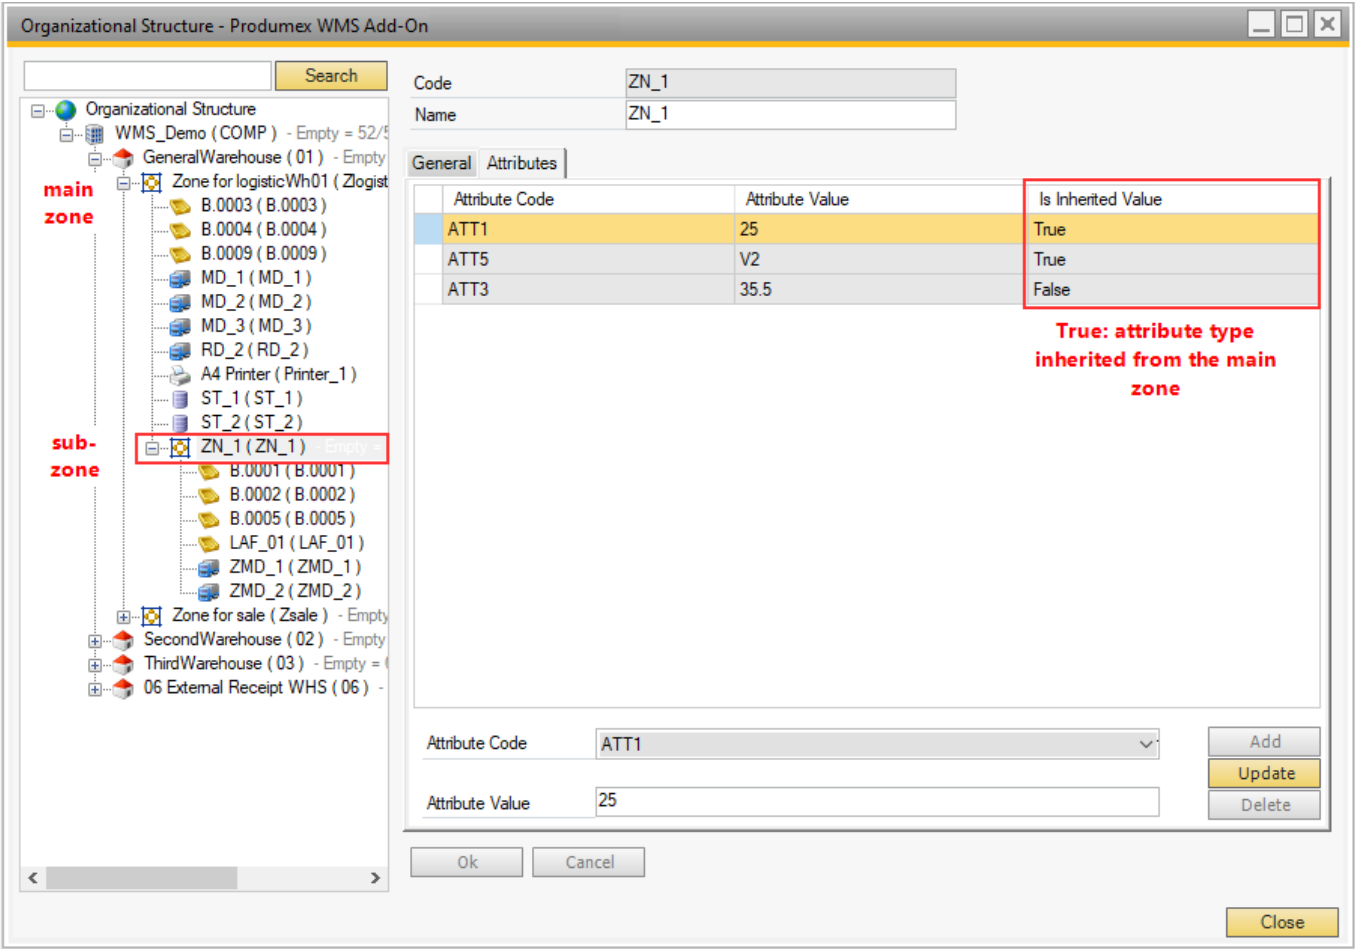 Organizational Structure - Produmex WMS Add-On
Search
Organizational Structure
WMS_Demo ( COMP ) - Empty = 52/5
GeneralWarehouse ( 01 ) - Empty
Zone for logisticWh01 ( Zlogist
B.0003 ( B.0003 )
B.0004 ( B.0004 )
B.0009 ( B.0009 )
MD_1 ( MD_1 )
MD_2 ( MD_2 )
MD_3 ( MD_3 )
RD_2 ( RD_2 )
A4 Printer ( Printer_1 )
ST_1 ( ST_1 )
ST_2 ( ST_2 )
ZN_1 ( ZN_1 ) - Empty =
B.0001 ( B.0001 )
B.0002 ( B.0002 )
B.0005 ( B.0005 )
LAF_01 ( LAF_01 )
ZMD_1 ( ZMD_1 )
ZMD_2 ( ZMD_2 )
Zone for sale ( Zsale ) - Empty
SecondWarehouse ( 02 ) - Empty
ThirdWarehouse ( 03 ) - Empty =
06 External Receipt WHS ( 06 ) -
main
zone
sub-
zone
Code ZN_1
Name ZN_1
General Attributes
Attribute Code Attribute Value Is Inherited Value
ATT1 25 True
ATT5 V2 True
ATT3 35.5 False
True: attribute type
inherited from the main
zone
Attribute Code ATT1
Attribute Value 25
Add
Update
Delete
Ok Cancel
Close